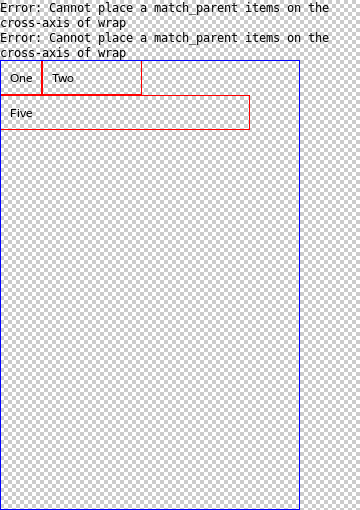 Error: Cannot place a match_parent items on the
cross-axis of wrap
Error: Cannot place a match_parent items on the
cross-axis of wrap
One Two
Five